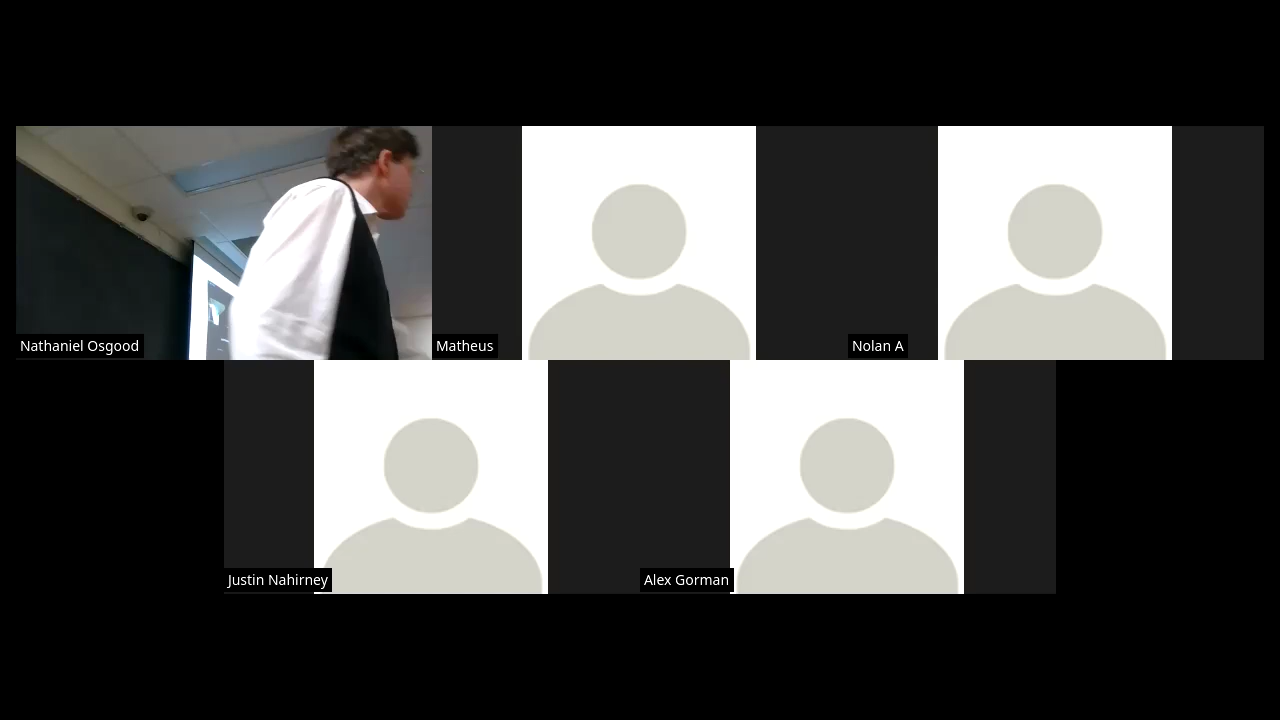 Nathaniel Osgood
Matheus
Nolan A
Justin Nahirney
Alex Gorman